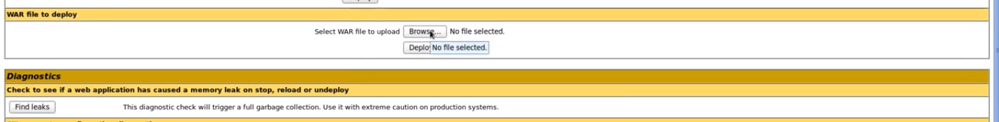 WAR file to deploy
Select WAR file to upload Browse... No file selected.
No file selected.
Diagnostics
Check to see if a web application has caused a memory leak on stop, reload or undeploy
Find leaks This diagnostic check will trigger a full garbage collection. Use it with extreme caution on production systems.